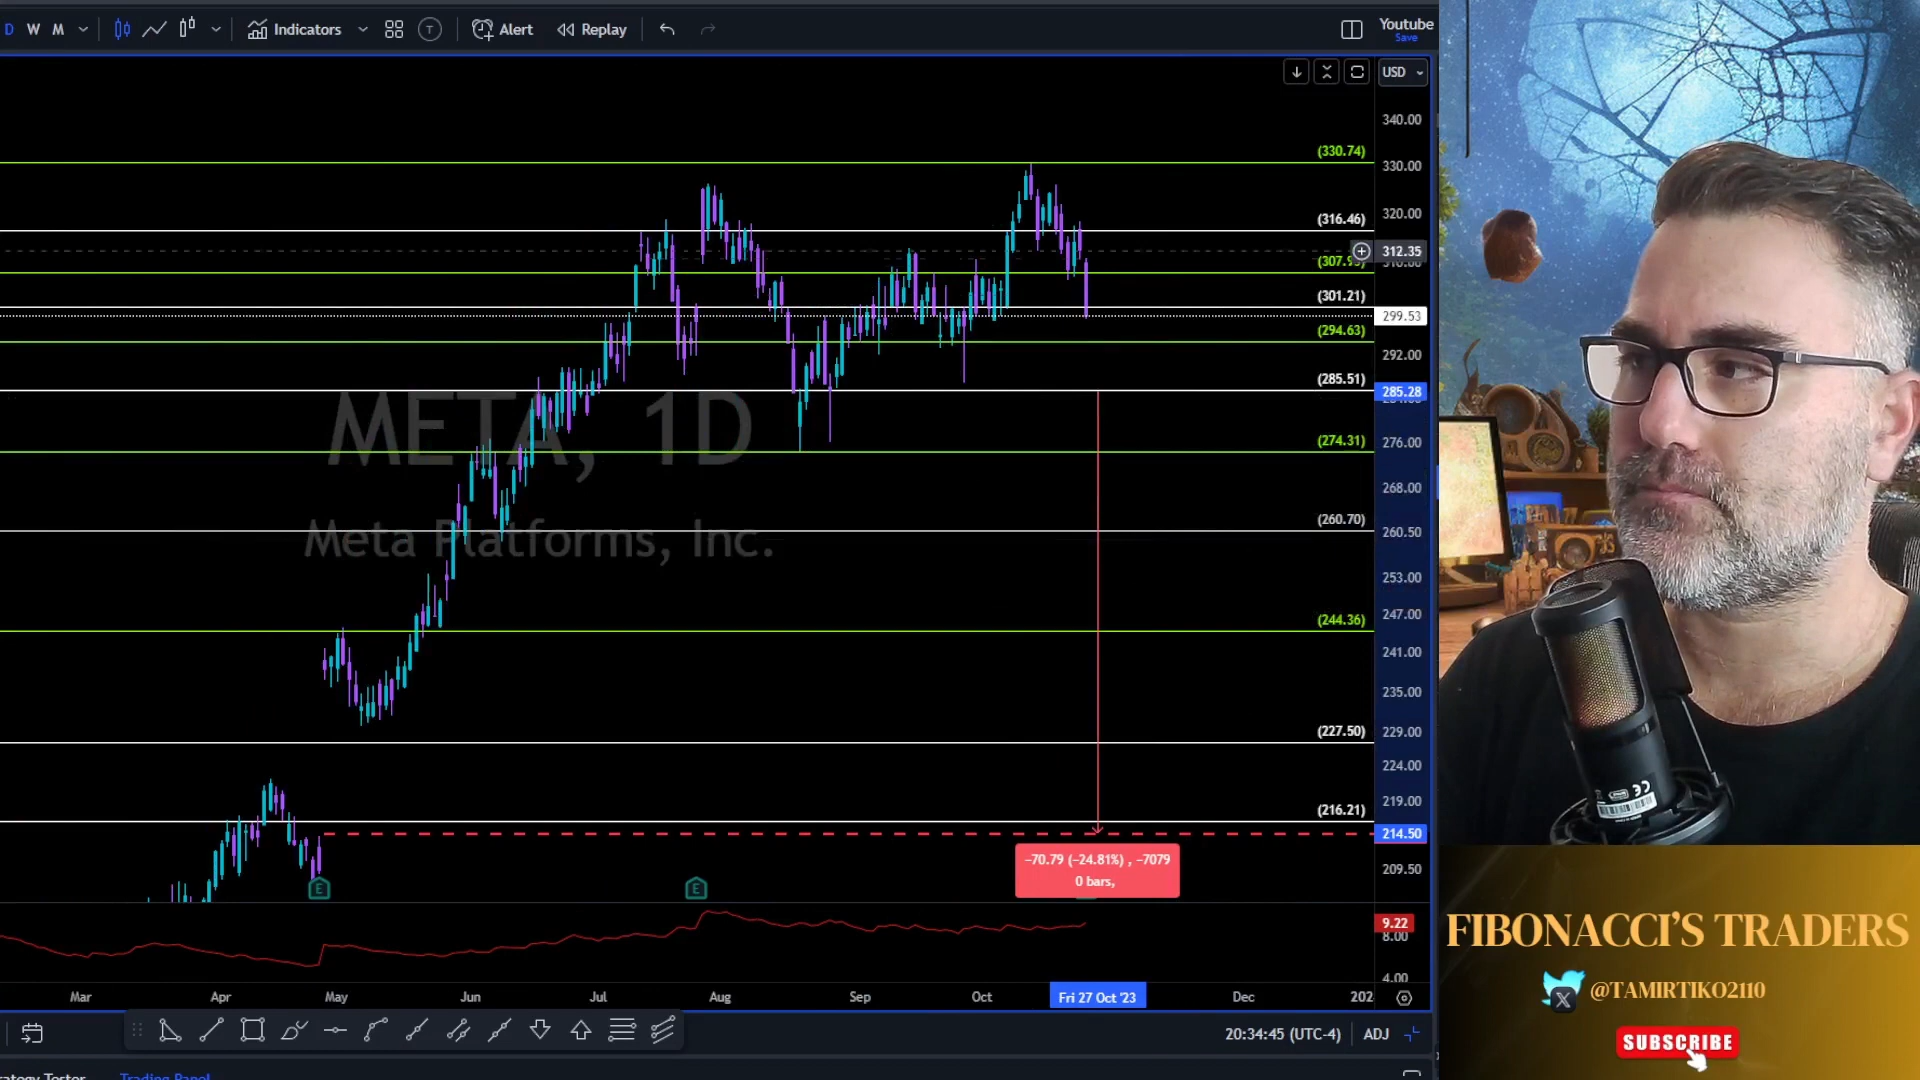 D W M Indicators T Alert Replay Youtube
Save
USD
340.00
(330.74)
330.00
(316.46)
320.00
312.35
(301.21)
299.53
(294.63)
292.00
(285.51)
285.28
META, 1D
(274.31)
276.00
268.00
Meta Platforms, Inc.
(260.70)
260.50
253.00
(244.36)
247.00
241.00
235.00
(227.50)
229.00
224.00
(216.21)
219.00
214.50
−70.79 (−24.81%) , −7079
0 bars,
209.50
E E
9.22
8.00
4.00
Mar Apr May Jun Jul Aug Sep Oct Fri 27 Oct '23 Dec
20:34:45 (UTC-4) ADJ
Trading Panel
CE
FIBONACCI'S TRADERS
X @TAMIRTIKO2110
SUBSCRIBE